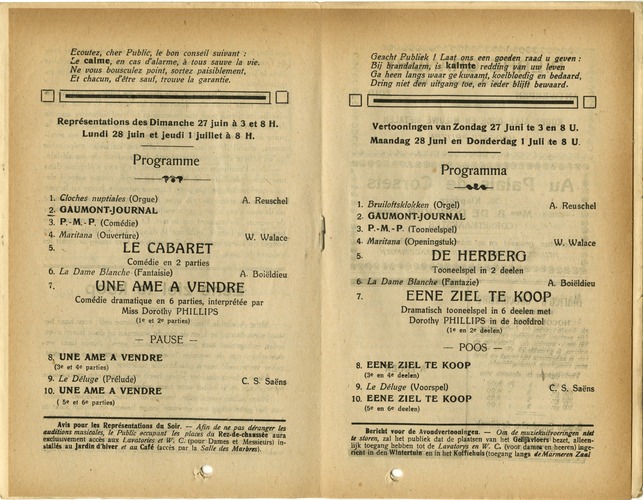 Ecoutez, cher Public, le bon conseil suivant :
Le calme, en cas d'alarme, à tous sauve la vie.
Ne vous bousculez point, sortez paisiblement,
Et chacun, d'être sauf, trouve la garantie.
Représentations des Dimanche 27 juin à 3 et 8 H.
Lundi 28 juin et jeudi 1 juillet à 8 H.
Programme
1. Cloches nuptiales (Orgue) A. Reuschel
2. GAUMONT-JOURNAL
3. P.-M.-P. (Comédie)
4. Maritana (Ouverture) W. Walace
5. LE CABARET
Comédie en 2 parties
6. La Dame Blanche (Fantaisie) A. Boiëldieu
7. UNE AME A VENDRE
Comédie dramatique en 6 parties, interprétée par
Miss Dorothy PHILLIPS
(1e et 2e parties)
— PAUSE —
8. UNE AME A VENDRE
(3e et 4e parties)
9. Le Déluge (Prélude) C. S. Saëns
10. UNE AME A VENDRE
( 5e et 6e parties)
Avis pour les Représentations du Soir. — Afin de ne pas déranger les
auditions musicales, le Public occupant les places du Rez-de-chaussée aura
exclusivement accès aux Lavatories et W. C. (pour Dames et Messieurs) in-
stallés au Jardin d'hiver et au Café (accès par la Salle des Marbres).
Geacht Publiek ! Laat ons een goeden raad u geven :
Bij brandalarm, is kalmte redding van uw leven
Ga heen langs waar ge kwaamt, koelbloedig en bedaard,
Dring niet den uitgang toe, en ieder blijft bewaard.
Vertooningen van Zondag 27 Juni te 3 en 8 U.
Maandag 28 Juni en Donderdag 1 Juli te 8 U.
Programma
1. Bruiloftsklokken (Orgel) A. Reuschel
2. GAUMONT-JOURNAL
3. P.-M.-P. (Tooneelspel)
4. Maritana (Openingstuk) W. Walace
5. DE HERBERG
Tooneelspel in 2 deelen
6. La Dame Blanche (Fantazie) A. Boiëldieu
7. EENE ZIEL TE KOOP
Dramatisch tooneelspel in 6 deelen met
Dorothy PHILLIPS in de hoofdrol
(1e en 2e deelen)
— POOS —
8. EENE ZIEL TE KOOP
(3e en 4e deelen)
9. Le Déluge (Voorspel) C. S. Saëns
10. EENE ZIEL TE KOOP
(5e en 6e deelen)
Bericht voor de Avondvertooningen. — Om de muziekuitvoeringen niet
te storen, zal het publiek dat de plaatsen van het Gelijkvloers bezet, alleen-
lijk toegang hebben tot de Lavatorys en W. C. (voor dames en heeren) inge-
richt in den Wintertuin en in het Koffiehuis (toegang langs de Marmeren Zaal